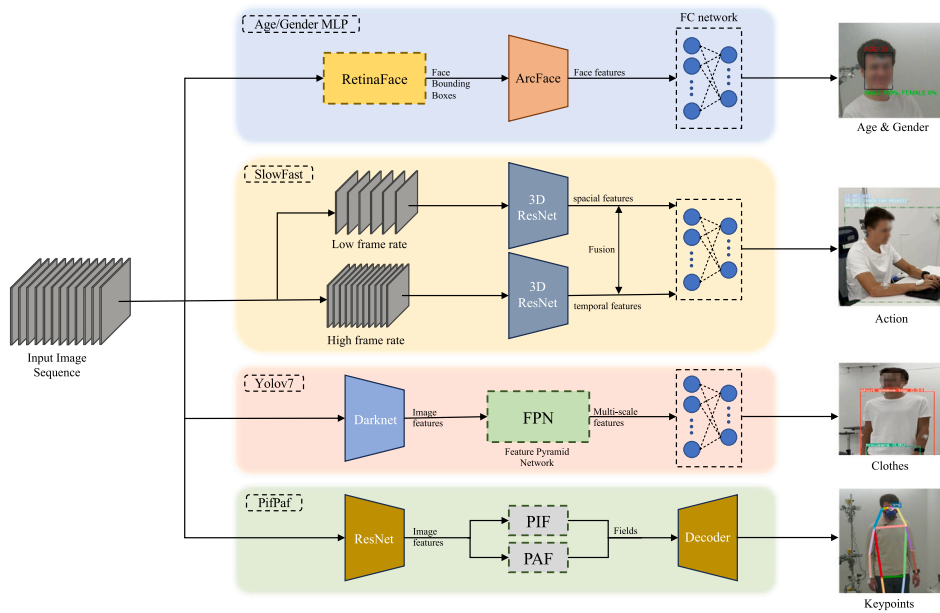 Age/Gender MLP
FC network
RetinaFace
Face
Bounding
Boxes
ArcFace
Face features
Age & Gender
SlowFast
Low frame rate
3D
ResNet
spacial features
Fusion
High frame rate
3D
ResNet
temporal features
Action
Input Image
Sequence
Yolov7
Darknet
Image
features
FPN
Feature Pyramid
Network
Multi-scale
features
Clothes
PifPaf
ResNet
Image
features
PIF
PAF
Fields
Decoder
Keypoints